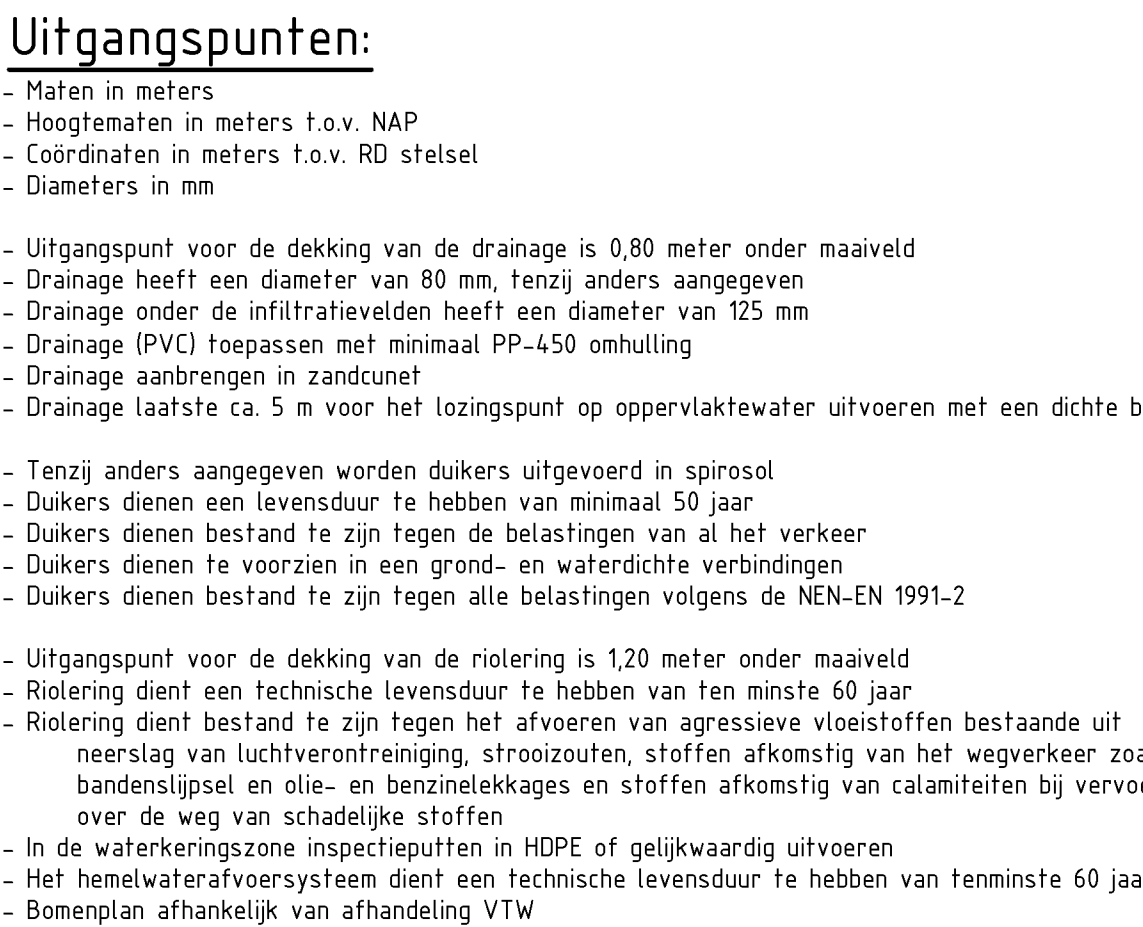 Uitgangspunten:
- Maten in meters
- Hoogtematen in meters t.o.v. NAP
- Coördinaten in meters t.o.v. RD stelsel
- Diameters in mm
- Uitgangspunt voor de dekking van de drainage is 0,80 meter onder maaiveld
- Drainage heeft een diameter van 80 mm, tenzij anders aangegeven
- Drainage onder de infiltratievelden heeft een diameter van 125 mm
- Drainage (PVC) toepassen met minimaal PP-450 omhulling
- Drainage aanbrengen in zandcunet
- Drainage laatste ca. 5 m voor het lozingspunt op oppervlaktewater uitvoeren met een dichte b
- Tenzij anders aangegeven worden duikers uitgevoerd in spirosol
- Duikers dienen een levensduur te hebben van minimaal 50 jaar
- Duikers dienen bestand te zijn tegen de belastingen van al het verkeer
- Duikers dienen te voorzien in een grond- en waterdichte verbindingen
- Duikers dienen bestand te zijn tegen alle belastingen volgens de NEN-EN 1991-2
- Uitgangspunt voor de dekking van de riolering is 1,20 meter onder maaiveld
- Riolering dient een technische levensduur te hebben van ten minste 60 jaar
- Riolering dient bestand te zijn tegen het afvoeren van agressieve vloeistoffen bestaande uit
neerslag van luchtverontreiniging, strooizouten, stoffen afkomstig van het wegverkeer zoa
bandenslijpsel en olie- en benzinelekkages en stoffen afkomstig van calamiteiten bij vervoe
over de weg van schadelijke stoffen
- In de waterkeringszone inspectieputten in HDPE of gelijkwaardig uitvoeren
- Het hemelwaterafvoersysteem dient een technische levensduur te hebben van tenminste 60 jaa
- Bomenplan afhankelijk van afhandeling VTW